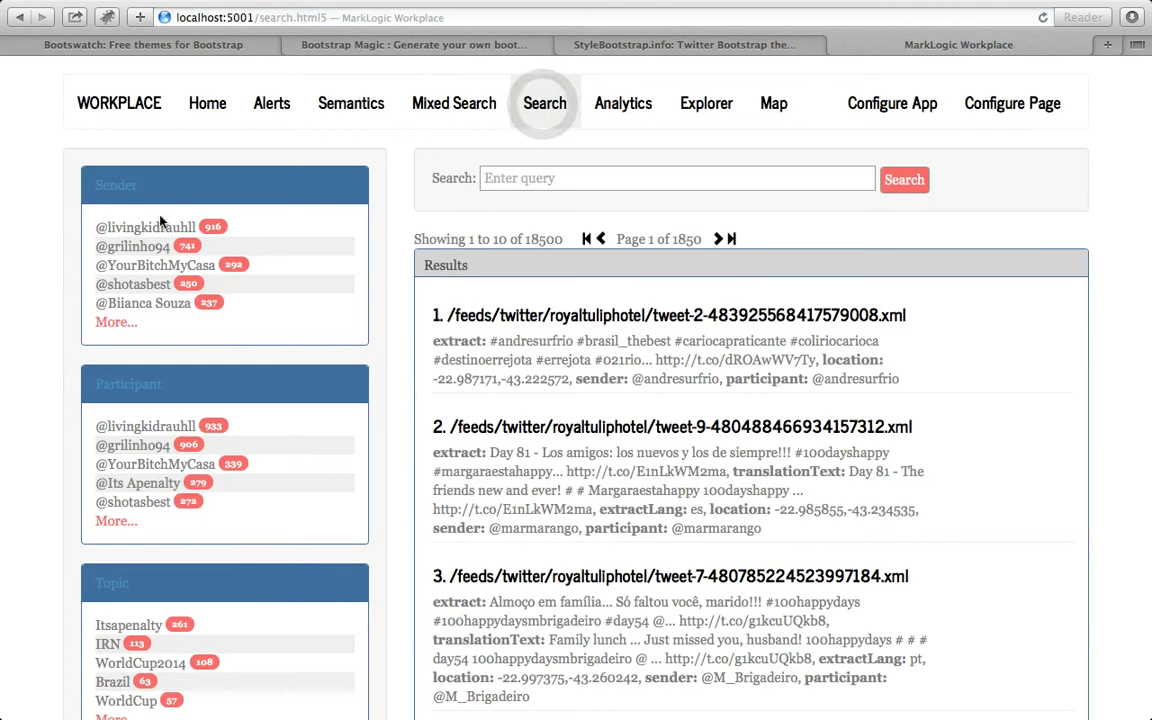 localhost:5001/search.html5 — MarkLogic Workplace
Reader
Bootswatch: Free themes for Bootstrap
Bootstrap Magic : Generate your own boot...
StyleBootstrap.info: Twitter Bootstrap the...
MarkLogic Workplace
WORKPLACE Home Alerts Semantics Mixed Search Search Analytics Explorer Map Configure App Configure Page
Sender
@livingkidrauhll 916
@grilinho94 741
@YourBitchMyCasa 292
@shotasbest 250
@Biianca Souza 237
More...
Participant
@livingkidrauhll 933
@grilinho94 906
@YourBitchMyCasa 339
@Its Apenalty 279
@shotasbest 272
More...
Topic
Itsapenalty 261
IRN 113
WorldCup2014 108
Brazil 63
WorldCup 57
More...
Search: Enter query Search
Showing 1 to 10 of 18500 Page 1 of 1850
Results
1. /feeds/twitter/royaltuliphotel/tweet-2-483925568417579008.xml
extract: #andresurfrio #brasil_thebest #cariocapraticante #coliriocarioca
#destinoerrejota #errejota #021rio... http://t.co/dROAwWV7Ty, location:
-22.987171,-43.222572, sender: @andresurfrio, participant: @andresurfrio
2. /feeds/twitter/royaltuliphotel/tweet-9-480488466934157312.xml
extract: Day 81 - Los amigos: los nuevos y los de siempre!!! #100dayshappy
#margaraestahappy... http://t.co/E1nLkWM2ma, translationText: Day 81 - The
friends new and ever! # # Margaraestahappy 100dayshappy ...
http://t.co/E1nLkWM2ma, extractLang: es, location: -22.985855,-43.234535,
sender: @marmarango, participant: @marmarango
3. /feeds/twitter/royaltuliphotel/tweet-7-480785224523997184.xml
extract: Almoço em família... Só faltou você, marido!!! #100happydays
#100happydaysmbrigadeiro #day54 @... http://t.co/g1kcuUQkb8,
translationText: Family lunch ... Just missed you, husband! 100happydays # # #
day54 100happydaysmbrigadeiro @ ... http://t.co/g1kcuUQkb8, extractLang: pt,
location: -22.997375,-43.260242, sender: @M_Brigadeiro, participant:
@M_Brigadeiro